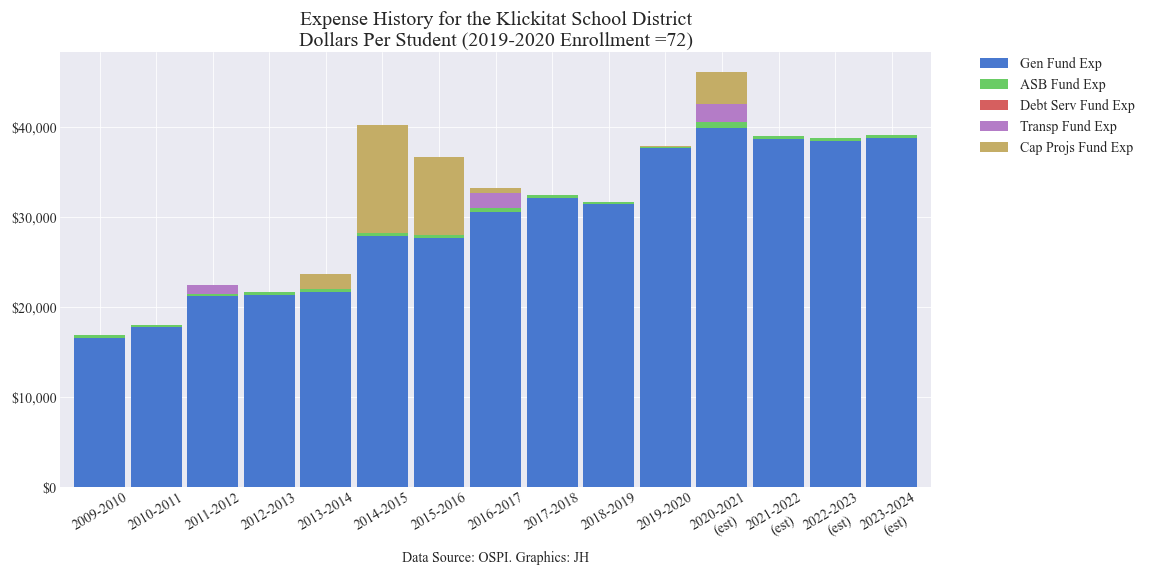 Expense History for the Klickitat School District
Dollars Per Student (2019-2020 Enrollment =72)
Gen Fund Exp
ASB Fund Exp
Debt Serv Fund Exp
Transp Fund Exp
Cap Projs Fund Exp
$40,000
$30,000
$20,000
$10,000
$0
2009-2010
2010-2011
2011-2012
2012-2013
2013-2014
2014-2015
2015-2016
2016-2017
2017-2018
2018-2019
2019-2020
2020-2021
(est)
2021-2022
(est)
2022-2023
(est)
2023-2024
(est)
Data Source: OSPI. Graphics: JH